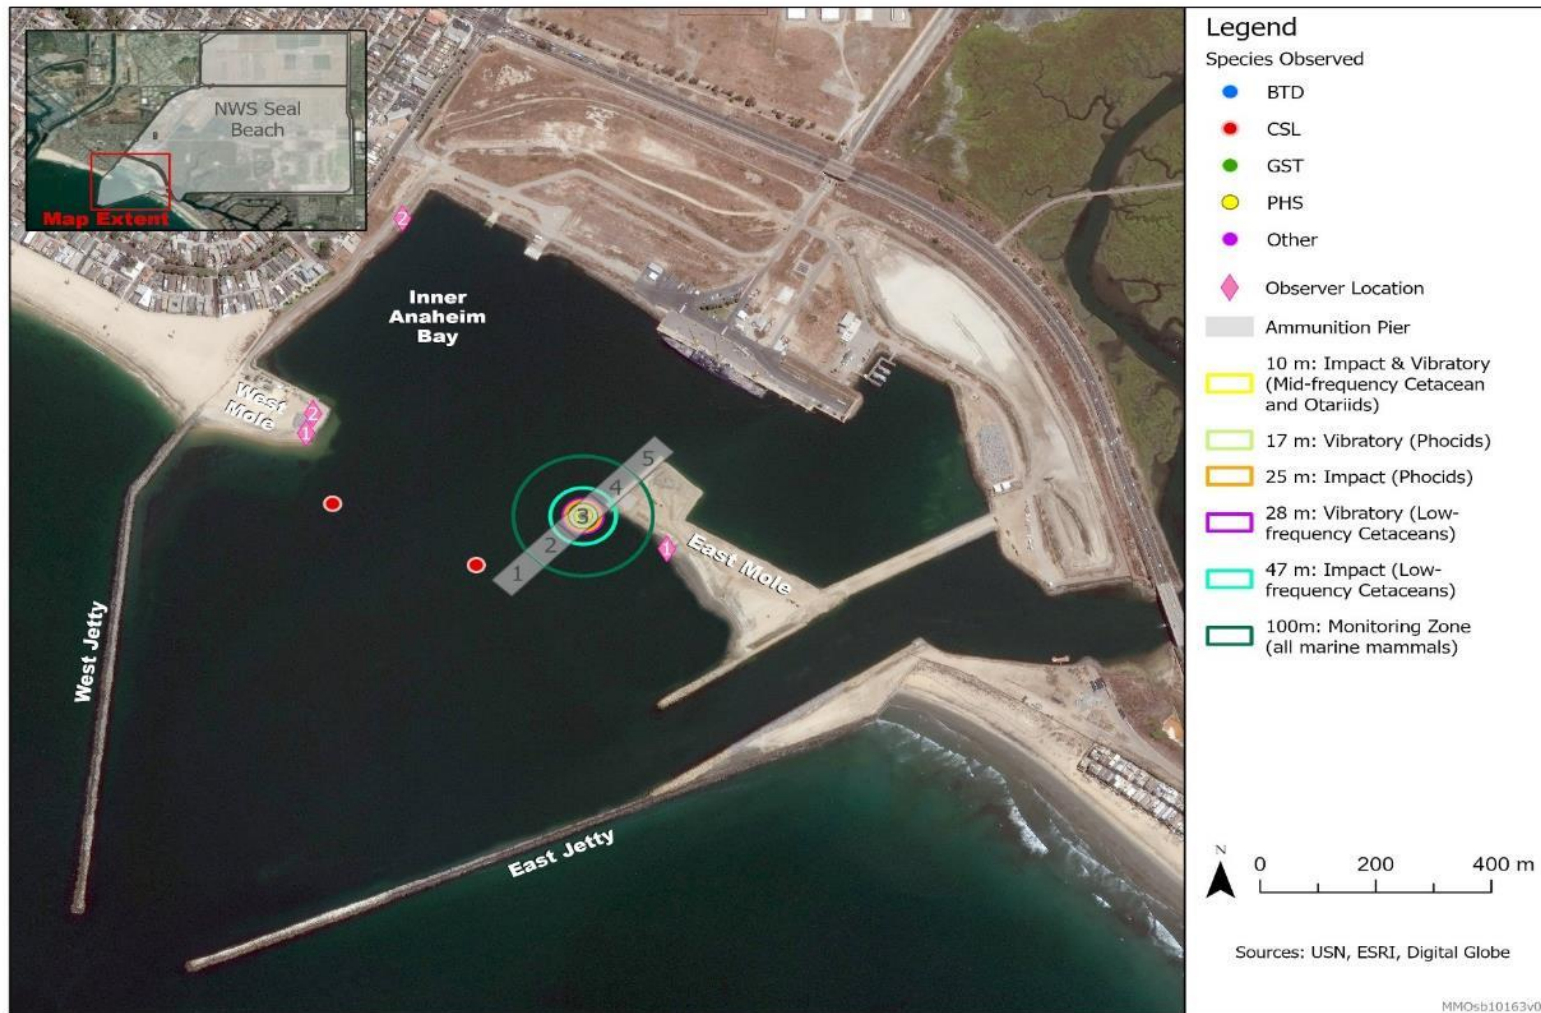 NWS Seal
Beach
Map Extent
2
Inner
Anaheim
Bay
West
Mole
2
1
5
4
3
2
1
1
East Mole
West Jetty
East Jetty
Legend
Species Observed
BTD
CSL
GST
PHS
Other
Observer Location
Ammunition Pier
10 m: Impact & Vibratory
(Mid-frequency Cetacean
and Otariids)
17 m: Vibratory (Phocids)
25 m: Impact (Phocids)
28 m: Vibratory (Low-
frequency Cetaceans)
47 m: Impact (Low-
frequency Cetaceans)
100m: Monitoring Zone
(all marine mammals)
N
0 200 400 m
Sources: USN, ESRI, Digital Globe
MMOsb10163v0